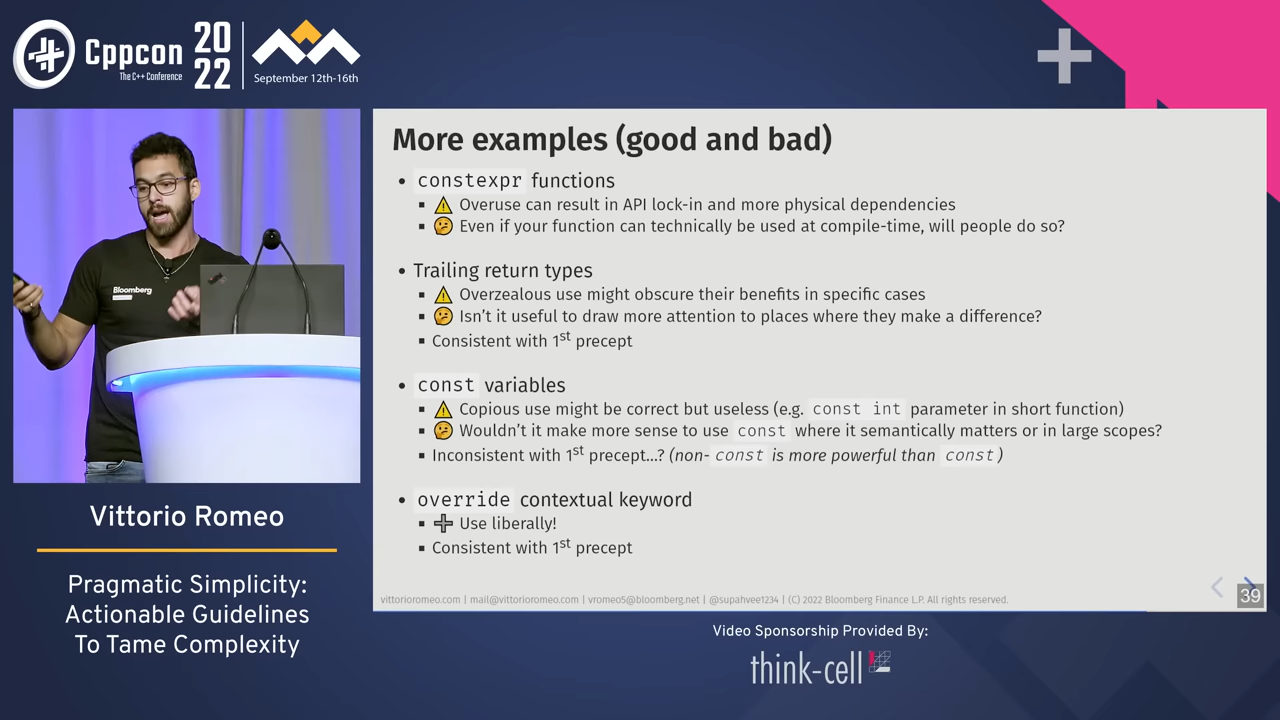 Cppcon
The C++ Conference
20
22
September 12th-16th
Bloomberg
Vittorio Romeo
Pragmatic Simplicity:
Actionable Guidelines
To Tame Complexity
More examples (good and bad)
• constexpr functions
▪ ⚠ Overuse can result in API lock-in and more physical dependencies
▪ 🤔 Even if your function can technically be used at compile-time, will people do so?
• Trailing return types
▪ ⚠ Overzealous use might obscure their benefits in specific cases
▪ 🤔 Isn't it useful to draw more attention to places where they make a difference?
▪ Consistent with 1st precept
• const variables
▪ ⚠ Copious use might be correct but useless (e.g. const int parameter in short function)
▪ 🤔 Wouldn't it make more sense to use const where it semantically matters or in large scopes?
▪ Inconsistent with 1st precept...? (non- const is more powerful than const)
• override contextual keyword
▪ ➕ Use liberally!
▪ Consistent with 1st precept
vittorioromeo.com | mail@vittorioromeo.com | vromeo5@bloomberg.net | @supahvee1234 | (C) 2022 Bloomberg Finance L.P. All rights reserved.
39
Video Sponsorship Provided By:
think-cell